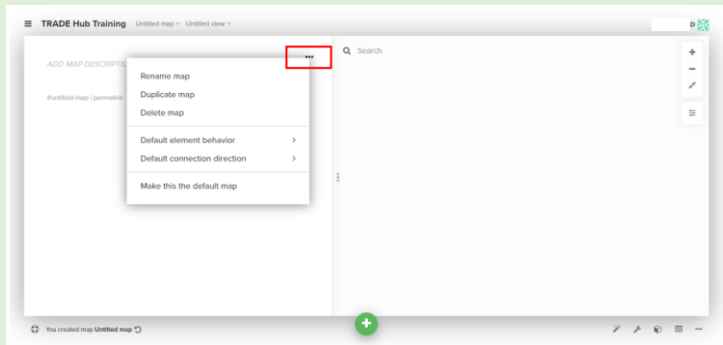 TRADE Hub Training Untitled map Untitled view
D
ADD MAP DESCRIPTIO
Search
Rename map
#untitled-map | permalink
Duplicate map
Delete map
Default element behavior
Default connection direction
Make this the default map
You created map Untitled map